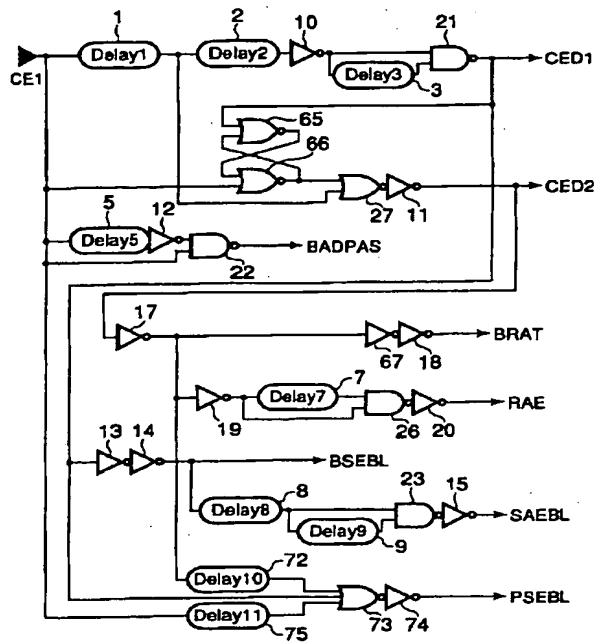 1
2
10
21
CE1
Delay1
Delay2
Delay3
3
CED1
65
66
27
11
CED2
5
12
Delay5
22
BADPAS
17
67
18
BRAT
7
Delay7
19
26
20
RAE
13
14
BSEBL
8
Delay8
23
15
Delay9
9
SAEBL
72
Delay10
73
74
PSEBL
Delay11
75